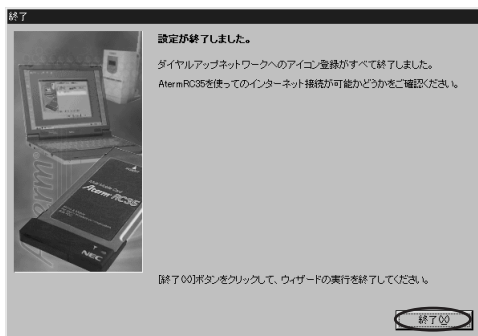 終了
設定が終了しました。
ダイヤルアップネットワークへのアイコン登録がすべて終了しました。
AtermRC35を使ってのインターネット接続が可能かどうかをご確認ください。
Aterm RC35
NEC
[終了(X)]ボタンをクリックして、ウィザードの実行を終了してください。
終了(X)